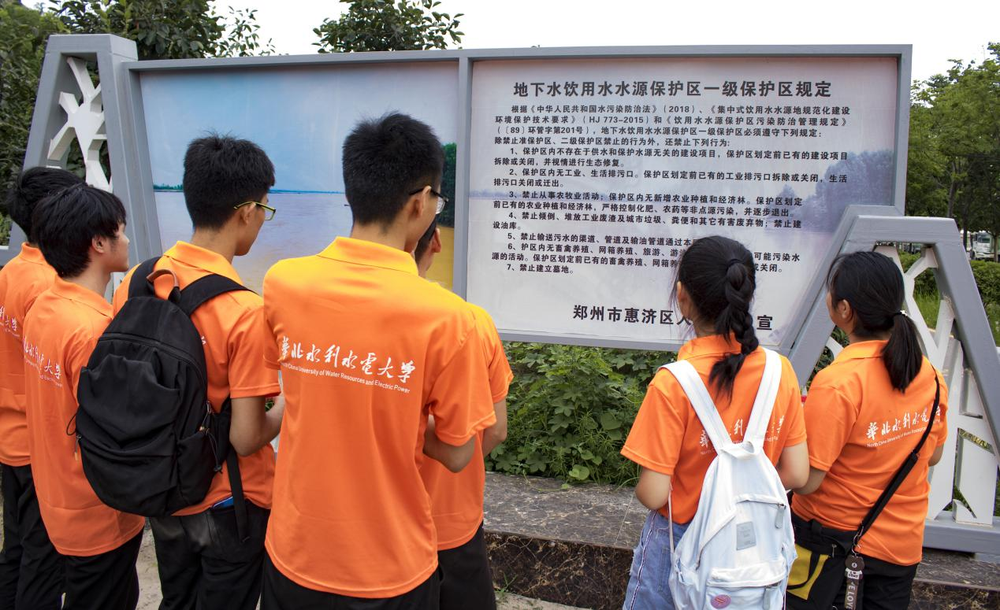 地下水饮用水水源保护区一级保护区规定
根据《中华人民共和国水污染防治法》（2018）、《集中式饮用水水源地规范化建设
环境保护技术要求》（HJ 773-2015）和《饮用水水源保护区污染防治管理规定》
（〔89〕环管字第201号），地下水饮用水水源保护区一级保护区必须遵守下列规定：
除禁止准保护区、二级保护区禁止的行为外，还禁止下列行为：
1、保护区内不存在于供水和保护水源无关的建设项目，保护区划定前已有的建设项目
拆除或关闭，并视情进行生态修复。
2、保护区内无工业、生活排污口。保护区划定前已有的工业排污口拆除或关闭，生活
排污口关闭或迁出。
3、禁止从事农牧业活动；保护区内无新增农业种植和经济林。保护区划定
前已有的农业种植和经济林，严格控制化肥、农药等非点源污染，并逐步退出。
4、禁止倾倒、堆放工业废渣及城市垃圾、粪便和其它有害废弃物；禁止建
设油库。
5、禁止输送污水的渠道、管道及输油管道通过本
6、护区内无畜禽养殖、网箱养殖、旅游、游 可能污染水
源的活动。保护区划定前已有的畜禽养殖、网箱养 或关闭。
7、禁止建立墓地。
郑州市惠济区人 宣
华北水利水电大学
North China University of Water Resources and Electric Power
华北水利水电大
North China University of Water Resources and
水电大学
华北
North China
LOVE